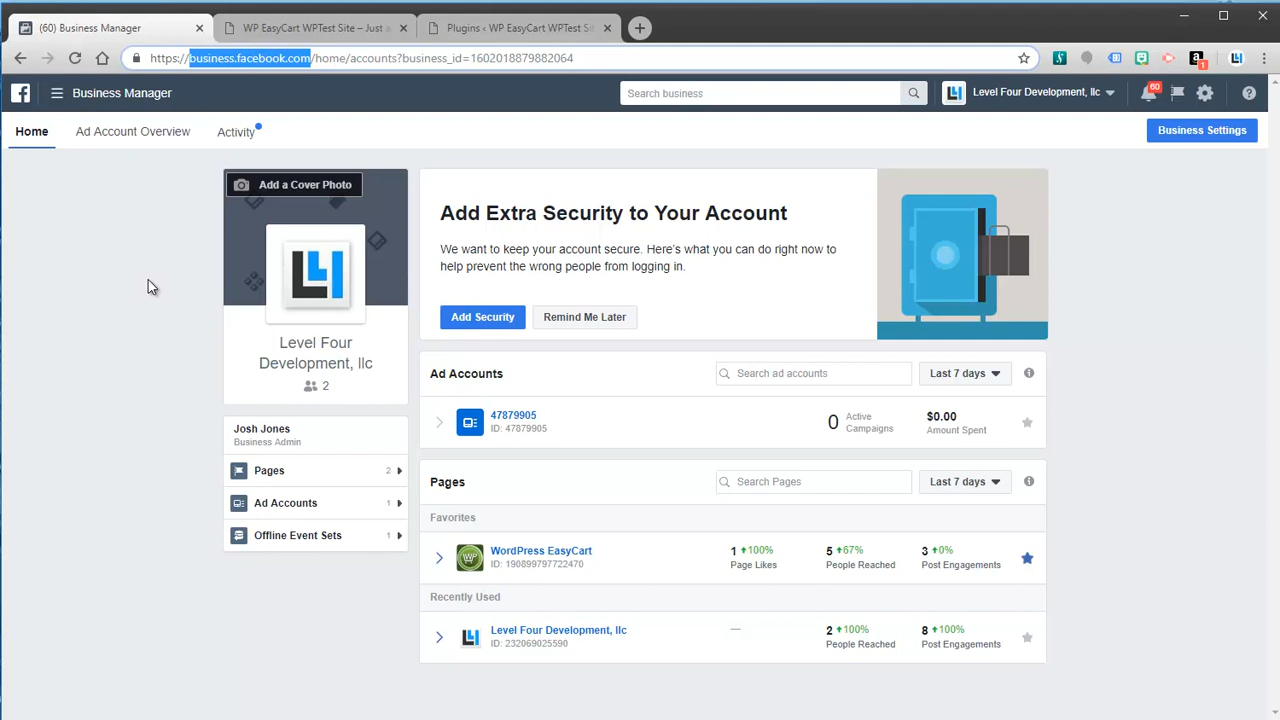 (60) Business Manager
WP EasyCart WPTest Site – Just a
Plugins ‹ WP EasyCart WPTest Sit
https://business.facebook.com/home/accounts?business_id=1602018879882064
1
Business Manager
Search business
Level Four Development, llc
60
Home
Ad Account Overview
Activity
Business Settings
Add a Cover Photo
Level Four
Development, llc
2
Josh Jones
Business Admin
Pages
2
Ad Accounts
1
Offline Event Sets
1
Add Extra Security to Your Account
We want to keep your account secure. Here's what you can do right now to
help prevent the wrong people from logging in.
Add Security
Remind Me Later
Ad Accounts
Search ad accounts
Last 7 days
47879905
ID: 47879905
0 Active
Campaigns
$0.00
Amount Spent
Pages
Search Pages
Last 7 days
Favorites
WordPress EasyCart
ID: 190899797722470
1 100%
Page Likes
5 67%
People Reached
3 0%
Post Engagements
Recently Used
Level Four Development, llc
ID: 232069025590
—
2 100%
People Reached
8 100%
Post Engagements